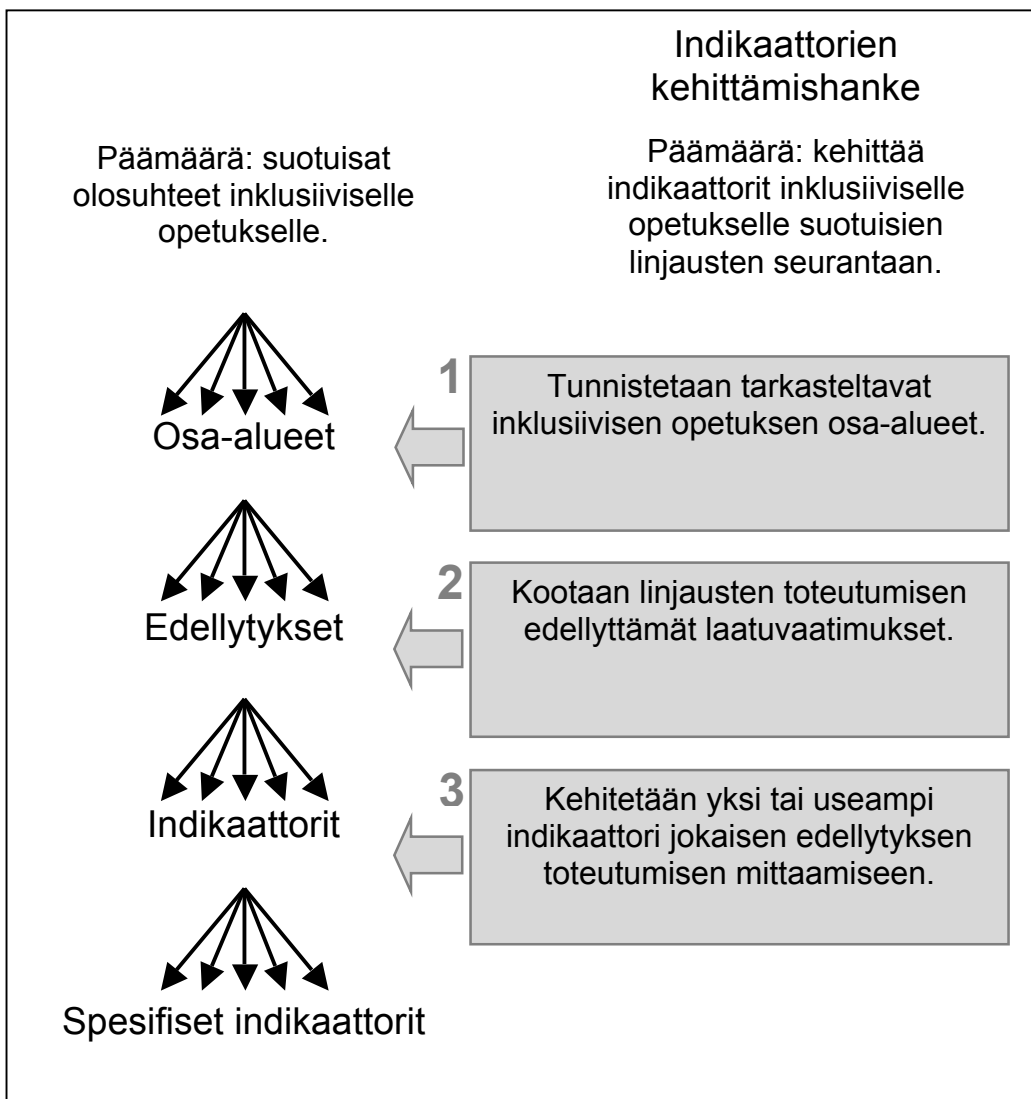 Indikaattorien
kehittämishanke
Päämäärä: suotuisat
olosuhteet inklusiiviselle
opetukselle.
Päämäärä: kehittää
indikaattorit inklusiiviselle
opetukselle suotuisien
linjausten seurantaan.
Osa-alueet
1
Tunnistetaan tarkasteltavat
inklusiivisen opetuksen osa-alueet.
Edellytykset
2
Kootaan linjausten toteutumisen
edellyttämät laatuvaatimukset.
Indikaattorit
3
Kehitetään yksi tai useampi
indikaattori jokaisen edellytyksen
toteutumisen mittaamiseen.
Spesifiset indikaattorit